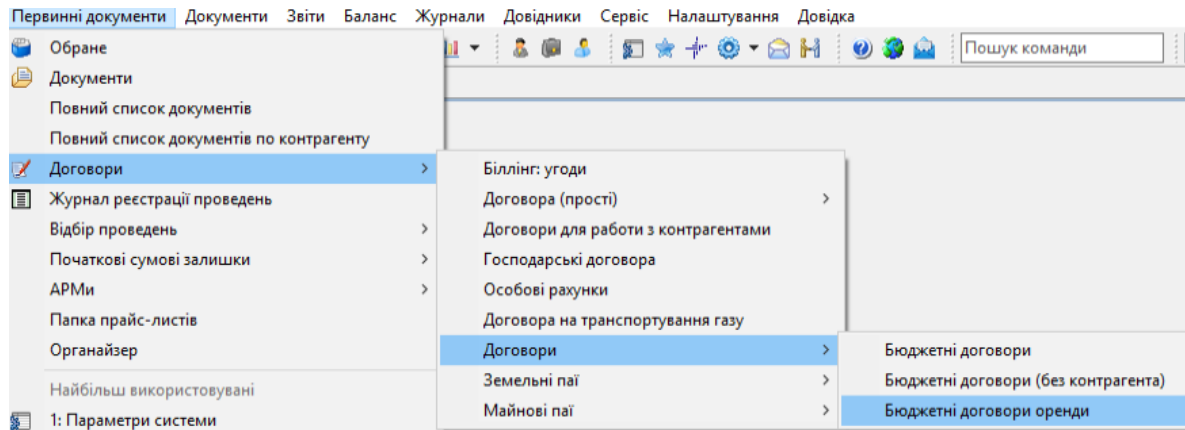 Первинні документи Документи Звіти Баланс Журнали Довідники Сервіс Налаштування Довідка
Обране
Пошук команди
Документи
Повний список документів
Повний список документів по контрагенту
Договори
Журнал реєстрації проведень
Відбір проведень
Початкові сумові залишки
АРМи
Папка прайс-листів
Органайзер
Найбільш використовувані
1: Параметри системи
Біллінг: угоди
Договора (прості)
Договори для работи з контрагентами
Господарські договора
Особові рахунки
Договора на транспортування газу
Договори
Земельні паї
Майнові паї
Бюджетні договори
Бюджетні договори (без контрагента)
Бюджетні договори оренди